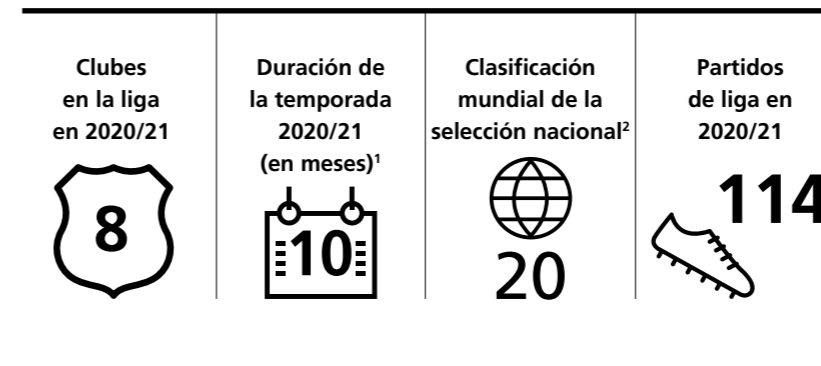 Clubes
en la liga
en 2020/21
8
Duración de
la temporada
2020/21
(en meses)¹
10
Clasificación
mundial de la
selección nacional²
20
Partidos
de liga en
2020/21
114